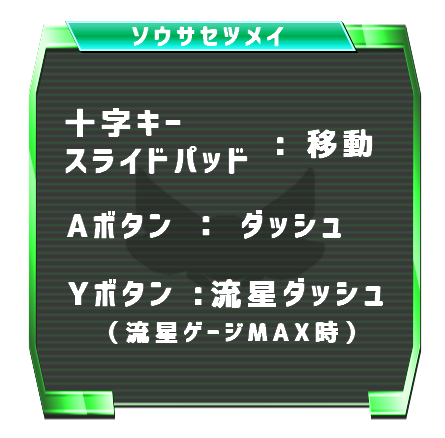 ソウサセツメイ
十字キー
スライドパッド : 移動
Aボタン : ダッシュ
Yボタン :流星ダッシュ
(流星ゲージMAX時)